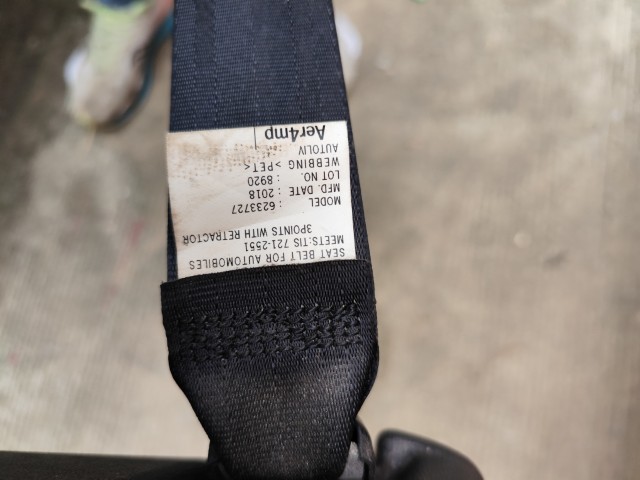 SEAT BELT FOR AUTOMOBILES
MEETS:TIS 721-2551
3POINTS WITH RETRACTOR
MODEL : 6233727
MFD. DATE : 2018
LOT NO. : 8920
WEBBING >PET<
AUTOLIV
Aer4mp